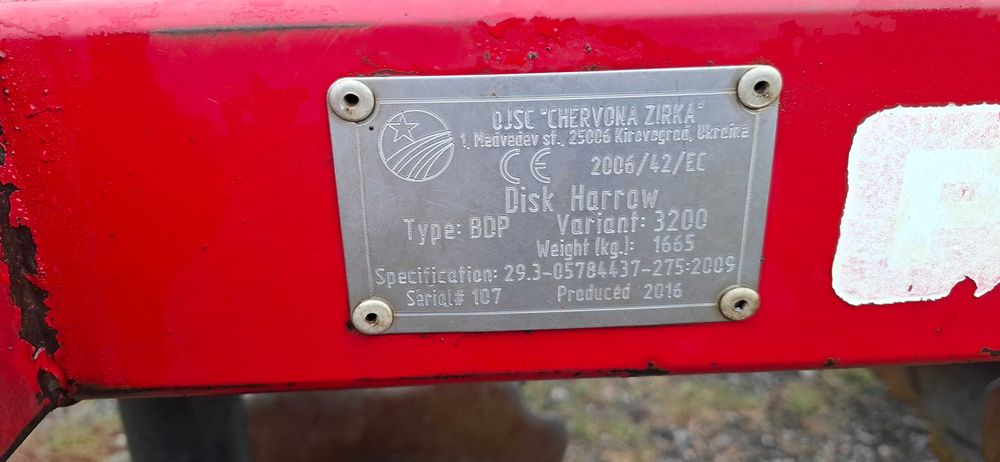 OJSC "CHERVONA ZIRKA"
1, Medvedev st., 25006 Kirovograd, Ukraine
CE 2006/42/EC
Disk Harrow
Type: BDP Variant: 3200
Weight (kg.): 1665
Specification: 29.3-05784437-275:2009
Serial# 107 Produced 2016